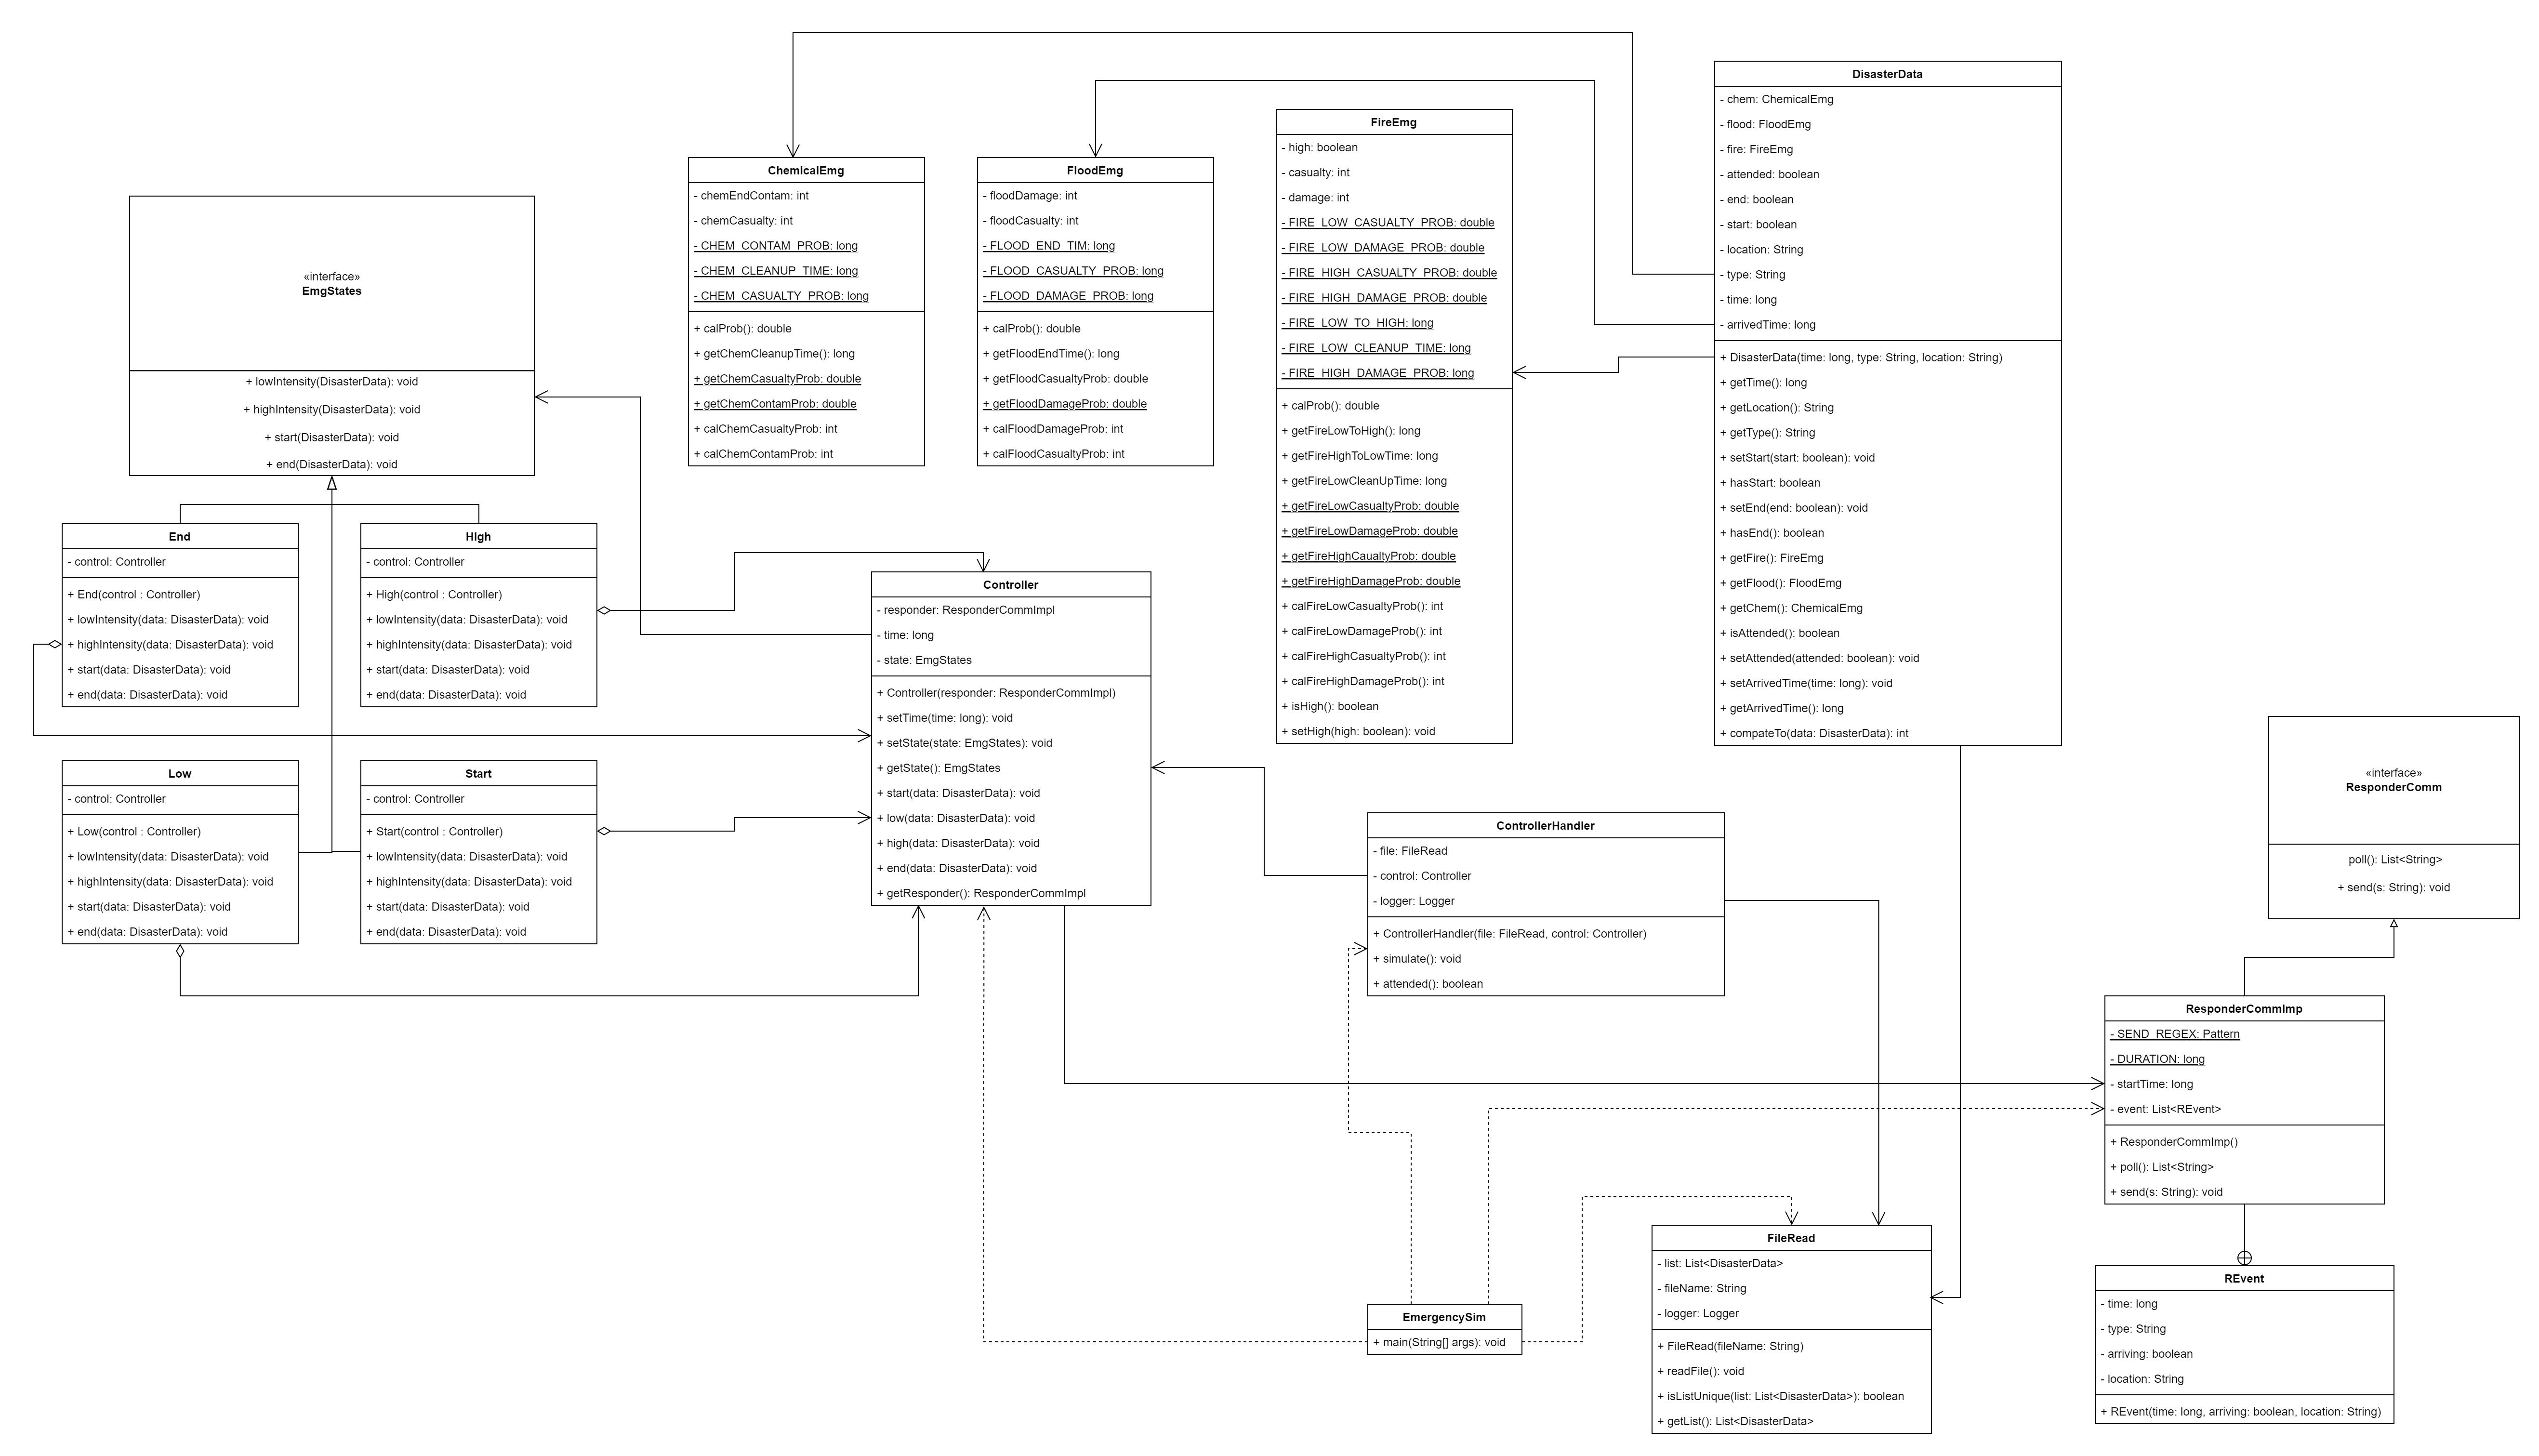 DisasterData
- chem: ChemicalEmg
- flood: FloodEmg
- fire: FireEmg
- attended: boolean
- end: boolean
- start: boolean
- location: String
- type: String
- time: long
- arrivedTime: long
+ DisasterData(time: long, type: String, location: String)
+ getTime(): long
+ getLocation(): String
+ getType(): String
+ setStart(start: boolean): void
+ hasStart: boolean
+ setEnd(end: boolean): void
+ hasEnd(): boolean
+ getFire(): FireEmg
+ getFlood(): FloodEmg
+ getChem(): ChemicalEmg
+ isAttended(): boolean
+ setAttended(attended: boolean): void
+ setArrivedTime(time: long): void
+ getArrivedTime(): long
+ compateTo(data: DisasterData): int
FireEmg
- high: boolean
- casualty: int
- damage: int
- FIRE_LOW_CASUALTY_PROB: double
- FIRE_LOW_DAMAGE_PROB: double
- FIRE_HIGH_CASUALTY_PROB: double
- FIRE_HIGH_DAMAGE_PROB: double
- FIRE_LOW_TO_HIGH: long
- FIRE_LOW_CLEANUP_TIME: long
- FIRE_HIGH_DAMAGE_PROB: long
+ calProb(): double
+ getFireLowToHigh(): long
+ getFireHighToLowTime: long
+ getFireLowCleanUpTime: long
+ getFireLowCasualtyProb: double
+ getFireLowDamageProb: double
+ getFireHighCaualtyProb: double
+ getFireHighDamageProb: double
+ calFireLowCasualtyProb(): int
+ calFireLowDamageProb(): int
+ calFireHighCasualtyProb(): int
+ calFireHighDamageProb(): int
+ isHigh(): boolean
+ setHigh(high: boolean): void
ChemicalEmg
- chemEndContam: int
- chemCasualty: int
- CHEM_CONTAM_PROB: long
- CHEM_CLEANUP_TIME: long
- CHEM_CASUALTY_PROB: long
+ calProb(): double
+ getChemCleanupTime(): long
+ getChemCasualtyProb: double
+ getChemContamProb: double
+ calChemCasualtyProb: int
+ calChemContamProb: int
FloodEmg
- floodDamage: int
- floodCasualty: int
- FLOOD_END_TIM: long
- FLOOD_CASUALTY_PROB: long
- FLOOD_DAMAGE_PROB: long
+ calProb(): double
+ getFloodEndTime(): long
+ getFloodCasualtyProb: double
+ getFloodDamageProb: double
+ calFloodDamageProb: int
+ calFloodCasualtyProb: int
«interface»
EmgStates
+ lowIntensity(DisasterData): void
+ highIntensity(DisasterData): void
+ start(DisasterData): void
+ end(DisasterData): void
End
- control: Controller
+ End(control : Controller)
+ lowIntensity(data: DisasterData): void
+ highIntensity(data: DisasterData): void
+ start(data: DisasterData): void
+ end(data: DisasterData): void
High
- control: Controller
+ High(control : Controller)
+ lowIntensity(data: DisasterData): void
+ highIntensity(data: DisasterData): void
+ start(data: DisasterData): void
+ end(data: DisasterData): void
Controller
- responder: ResponderCommImpl
- time: long
- state: EmgStates
+ Controller(responder: ResponderCommImpl)
+ setTime(time: long): void
+ setState(state: EmgStates): void
+ getState(): EmgStates
+ start(data: DisasterData): void
+ low(data: DisasterData): void
+ high(data: DisasterData): void
+ end(data: DisasterData): void
+ getResponder(): ResponderCommImpl
Low
- control: Controller
+ Low(control : Controller)
+ lowIntensity(data: DisasterData): void
+ highIntensity(data: DisasterData): void
+ start(data: DisasterData): void
+ end(data: DisasterData): void
Start
- control: Controller
+ Start(control : Controller)
+ lowIntensity(data: DisasterData): void
+ highIntensity(data: DisasterData): void
+ start(data: DisasterData): void
+ end(data: DisasterData): void
ControllerHandler
- file: FileRead
- control: Controller
- logger: Logger
+ ControllerHandler(file: FileRead, control: Controller)
+ simulate(): void
+ attended(): boolean
«interface»
ResponderComm
poll(): List<String>
+ send(s: String): void
ResponderCommImp
- SEND_REGEX: Pattern
- DURATION: long
- startTime: long
- event: List<REvent>
+ ResponderCommImp()
+ poll(): List<String>
+ send(s: String): void
FileRead
- list: List<DisasterData>
- fileName: String
- logger: Logger
+ FileRead(fileName: String)
+ readFile(): void
+ isListUnique(list: List<DisasterData>): boolean
+ getList(): List<DisasterData>
EmergencySim
+ main(String[] args): void
REvent
- time: long
- type: String
- arriving: boolean
- location: String
+ REvent(time: long, arriving: boolean, location: String)